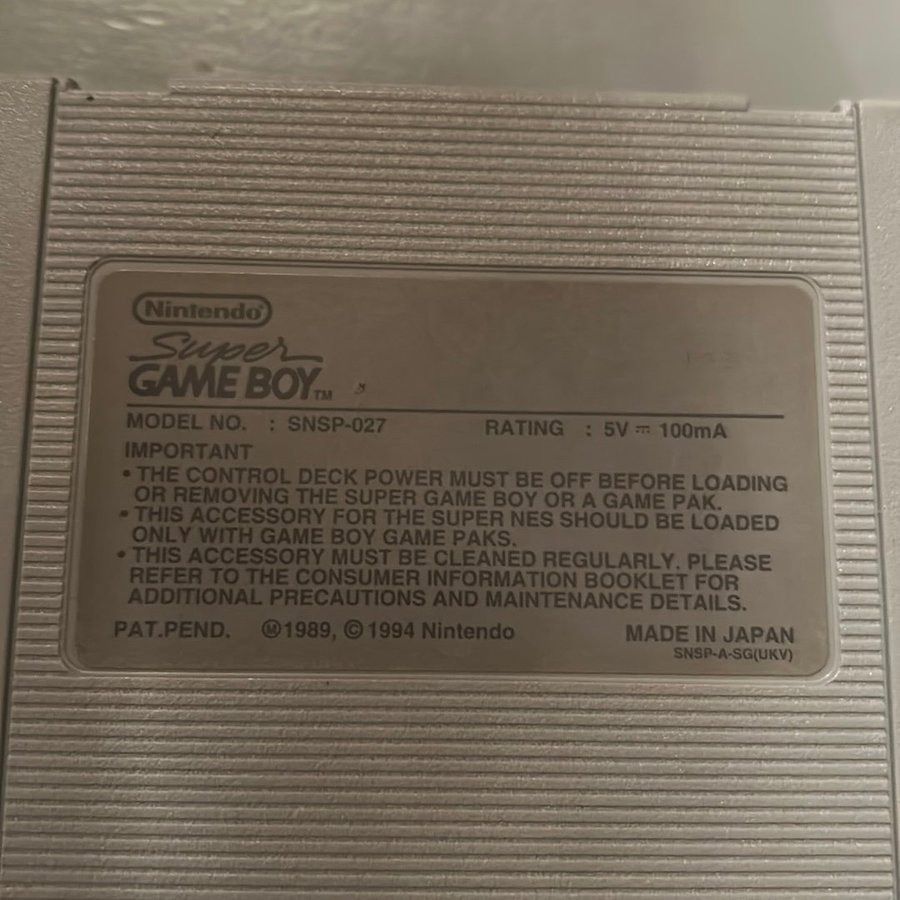 Nintendo®
Super
GAME BOY™
MODEL NO. : SNSP-027 RATING : 5V ⎓ 100mA
IMPORTANT
• THE CONTROL DECK POWER MUST BE OFF BEFORE LOADING
OR REMOVING THE SUPER GAME BOY OR A GAME PAK.
• THIS ACCESSORY FOR THE SUPER NES SHOULD BE LOADED
ONLY WITH GAME BOY GAME PAKS.
• THIS ACCESSORY MUST BE CLEANED REGULARLY. PLEASE
REFER TO THE CONSUMER INFORMATION BOOKLET FOR
ADDITIONAL PRECAUTIONS AND MAINTENANCE DETAILS.
PAT.PEND. Ⓜ1989, ©1994 Nintendo MADE IN JAPAN
SNSP-A-SG(UKV)